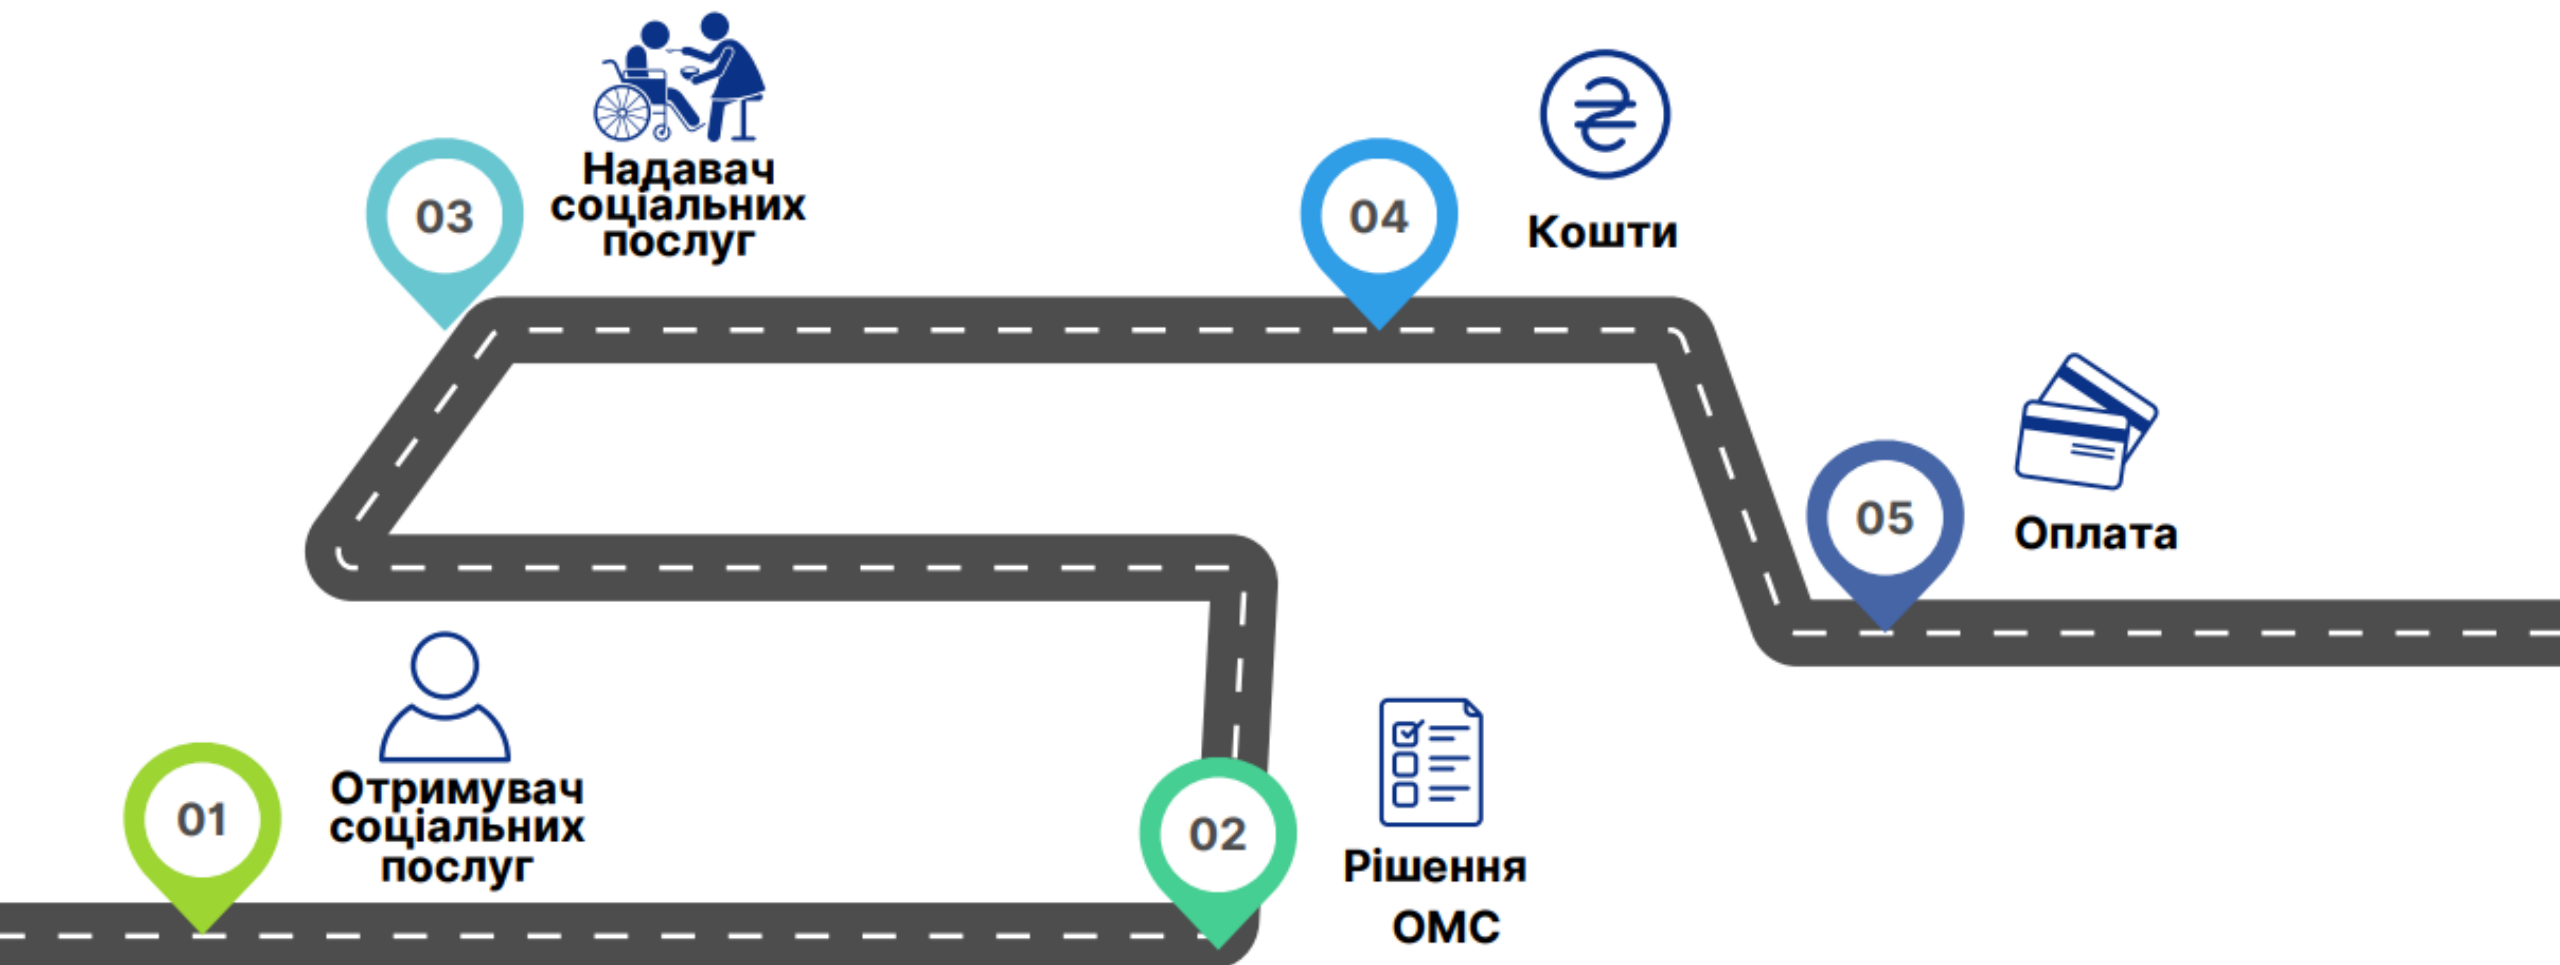 03
Надавач
соціальних
послуг
04
Кошти
05
Оплата
01
Отримувач
соціальних
послуг
02
Рішення
ОМС